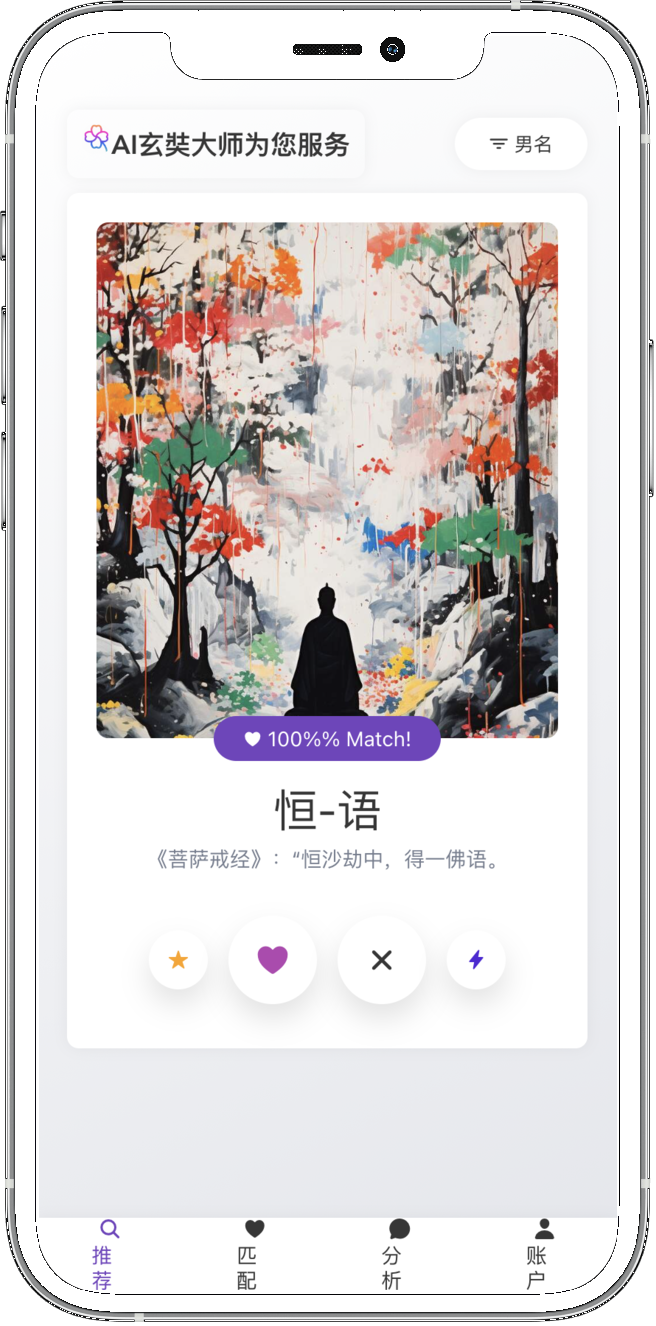 AI玄奘大师为您服务
男名
100%% Match!
恒-语
《菩萨戒经》：“恒沙劫中，得一佛语。
推
荐
匹
配
分
析
账
户